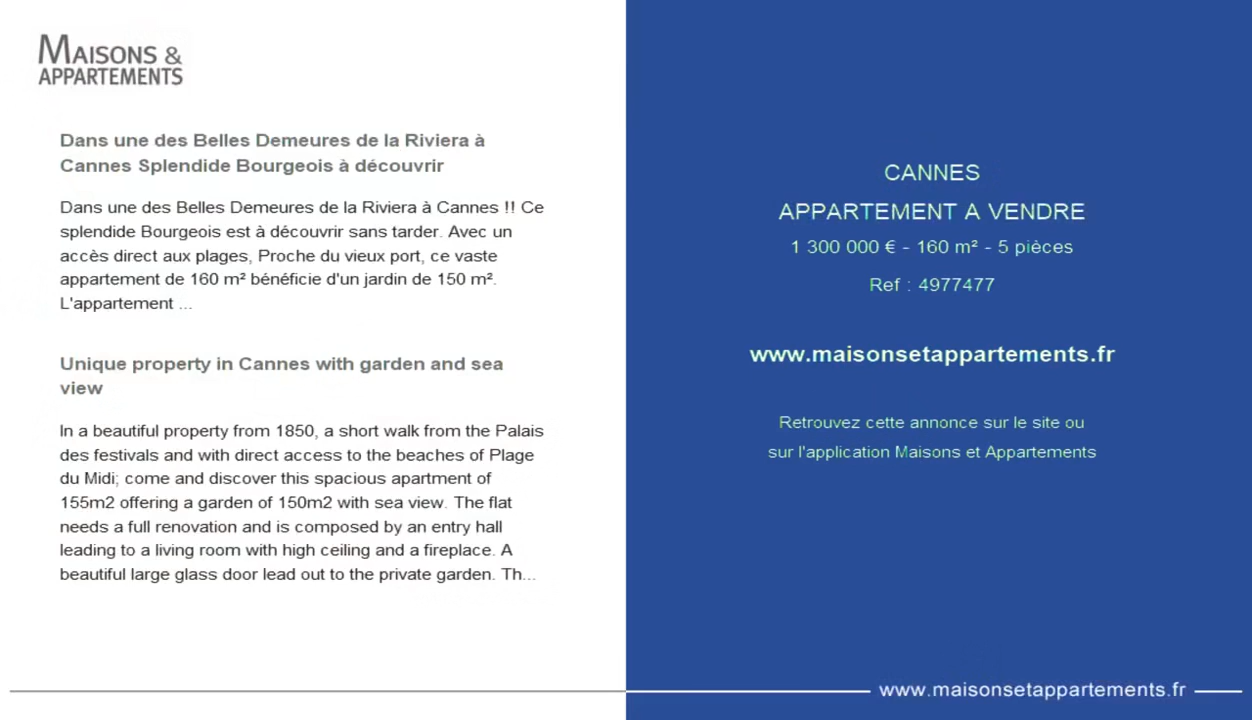 MAISONS &
APPARTEMENTS
Dans une des Belles Demeures de la Riviera à
Cannes Splendide Bourgeois à découvrir
Dans une des Belles Demeures de la Riviera à Cannes !! Ce
splendide Bourgeois est à découvrir sans tarder. Avec un
accès direct aux plages, Proche du vieux port, ce vaste
appartement de 160 m² bénéficie d'un jardin de 150 m².
L'appartement ...
Unique property in Cannes with garden and sea
view
In a beautiful property from 1850, a short walk from the Palais
des festivals and with direct access to the beaches of Plage
du Midi; come and discover this spacious apartment of
155m2 offering a garden of 150m2 with sea view. The flat
needs a full renovation and is composed by an entry hall
leading to a living room with high ceiling and a fireplace. A
beautiful large glass door lead out to the private garden. Th...
CANNES
APPARTEMENT A VENDRE
1 300 000 € - 160 m² - 5 pièces
Ref : 4977477
www.maisonsetappartements.fr
Retrouvez cette annonce sur le site ou
sur l'application Maisons et Appartements
www.maisonsetappartements.fr